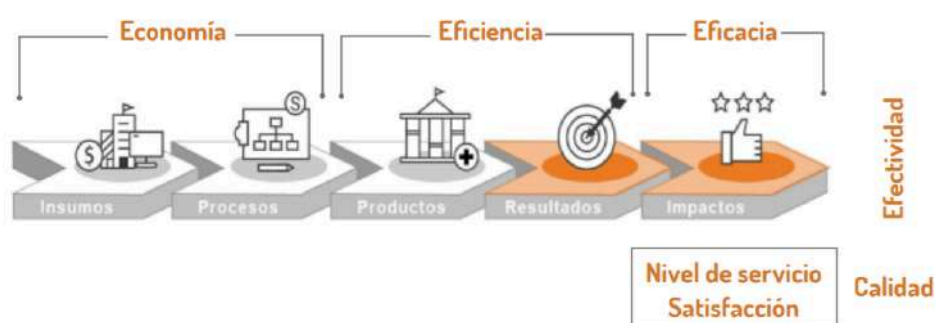 Economía
Eficiencia
Eficacia
$
$
Insumos
Procesos
Productos
Resultados
Impactos
Efectividad
Nivel de servicio
Satisfacción
Calidad